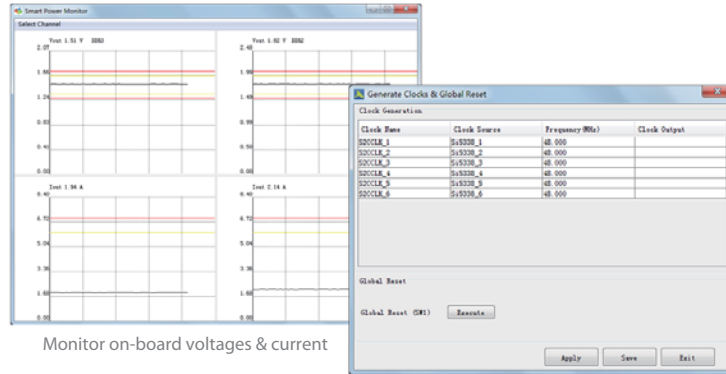 Smart Power Monitor
Select Channel
Vout 1.51 V DDR3
2.07
1.66
1.24
0.83
0.41
0.00
Vout 1.82 V DDR2
2.49
1.99
1.49
0.99
0.50
0.00
Iout 1.94 A
8.40
6.72
5.04
3.36
1.68
0.00
Iout 2.14 A
8.40
6.72
5.04
3.36
1.68
0.00
Monitor on-board voltages & current
Generate Clocks & Global Reset
Clock Generation
Clock Name Clock Source Frequency(MHz) Clock Output
S2CCLK_1 Si5338_1 48.000
S2CCLK_2 Si5338_2 48.000
S2CCLK_3 Si5338_3 48.000
S2CCLK_4 Si5338_4 48.000
S2CCLK_5 Si5338_5 48.000
S2CCLK_6 Si5338_6 48.000
Global Reset
Global Reset (SW1) Execute
Apply Save Exit